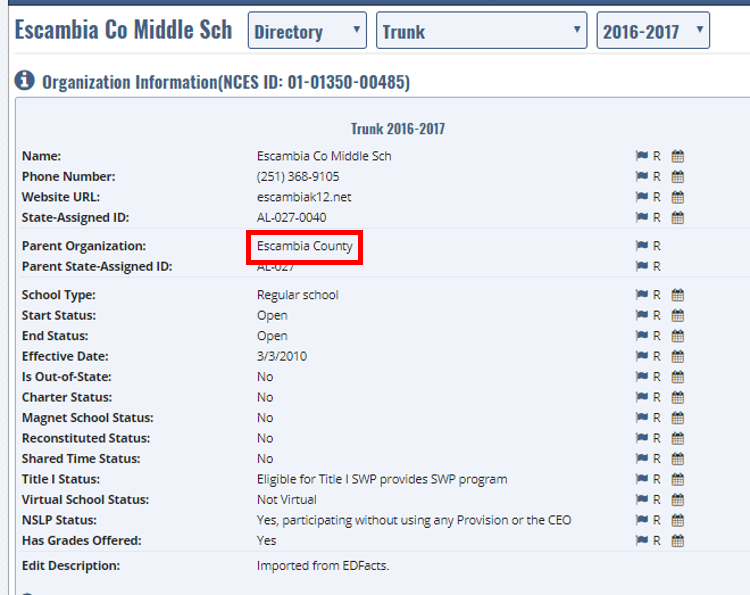 Escambia Co Middle Sch Directory Trunk 2016-2017
Organization Information(NCES ID: 01-01350-00485)
Trunk 2016-2017
Name: Escambia Co Middle Sch R
Phone Number: (251) 368-9105 R
Website URL: escambiak12.net R
State-Assigned ID: AL-027-0040 R
Parent Organization: Escambia County R
Parent State-Assigned ID: AL-027 R
School Type: Regular school R
Start Status: Open R
End Status: Open R
Effective Date: 3/3/2010 R
Is Out-of-State: No R
Charter Status: No R
Magnet School Status: No R
Reconstituted Status: No R
Shared Time Status: No R
Title I Status: Eligible for Title I SWP provides SWP program R
Virtual School Status: Not Virtual R
NSLP Status: Yes, participating without using any Provision or the CEO R
Has Grades Offered: Yes R
Edit Description: Imported from EDFacts.